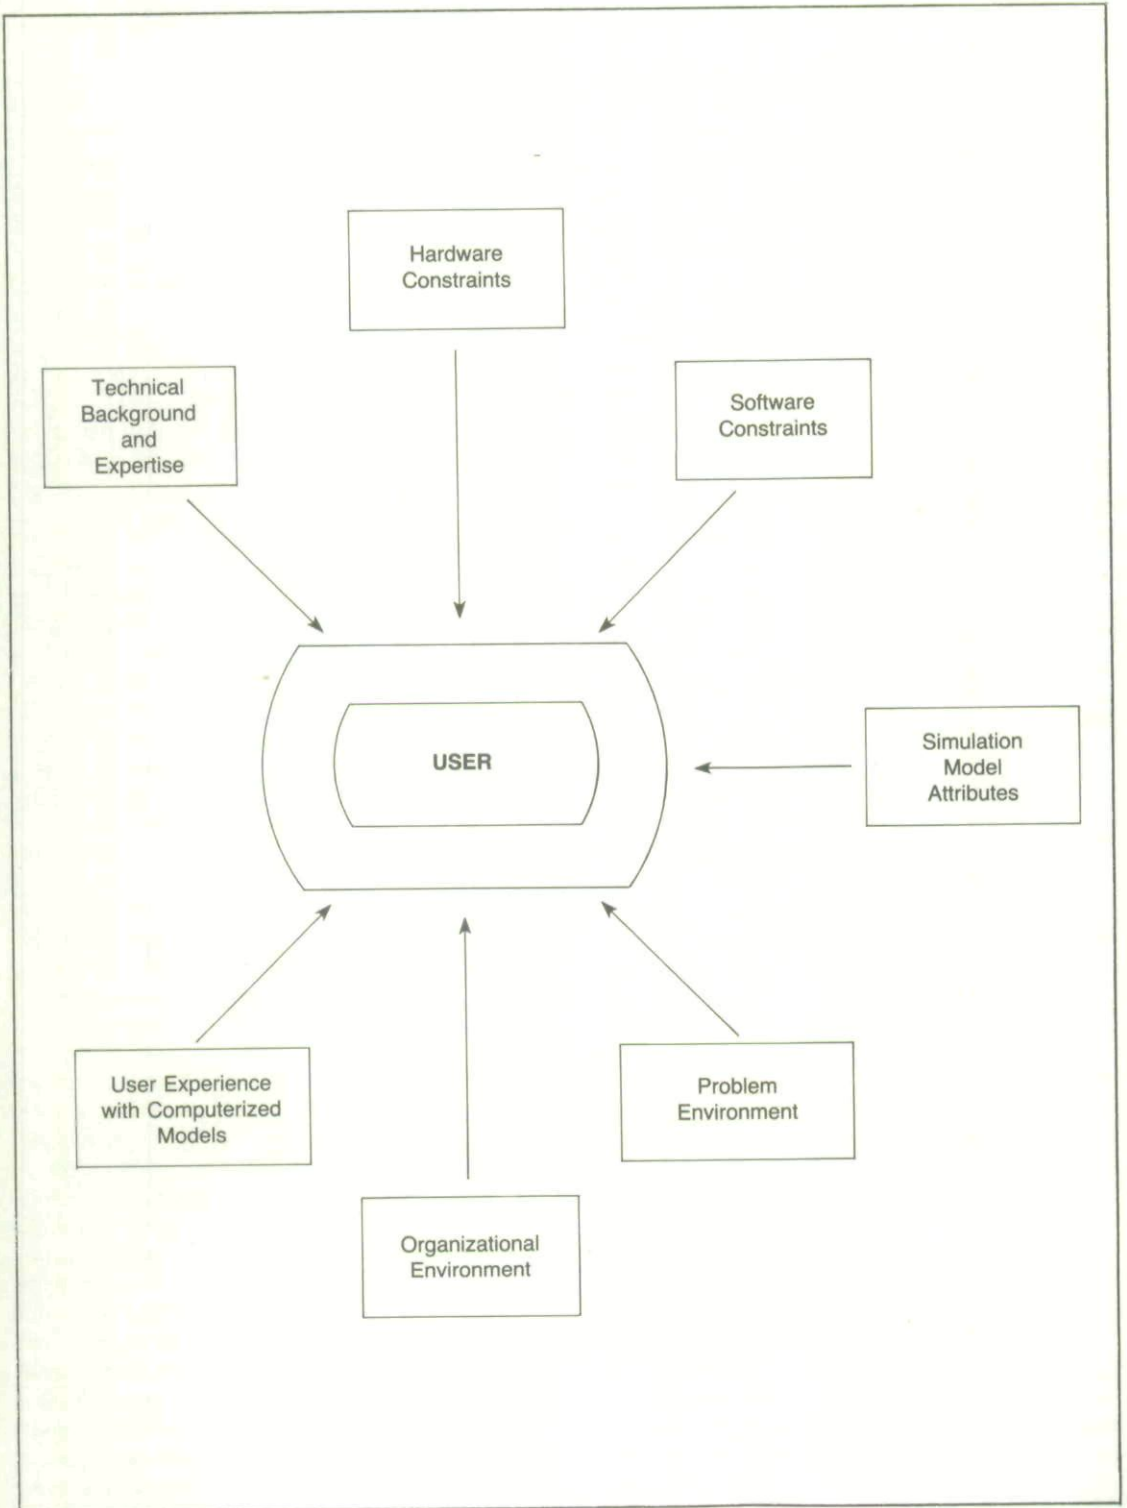 Hardware
Constraints
Technical
Background
and
Expertise
Software
Constraints
USER
Simulation
Model
Attributes
User Experience
with Computerized
Models
Problem
Environment
Organizational
Environment